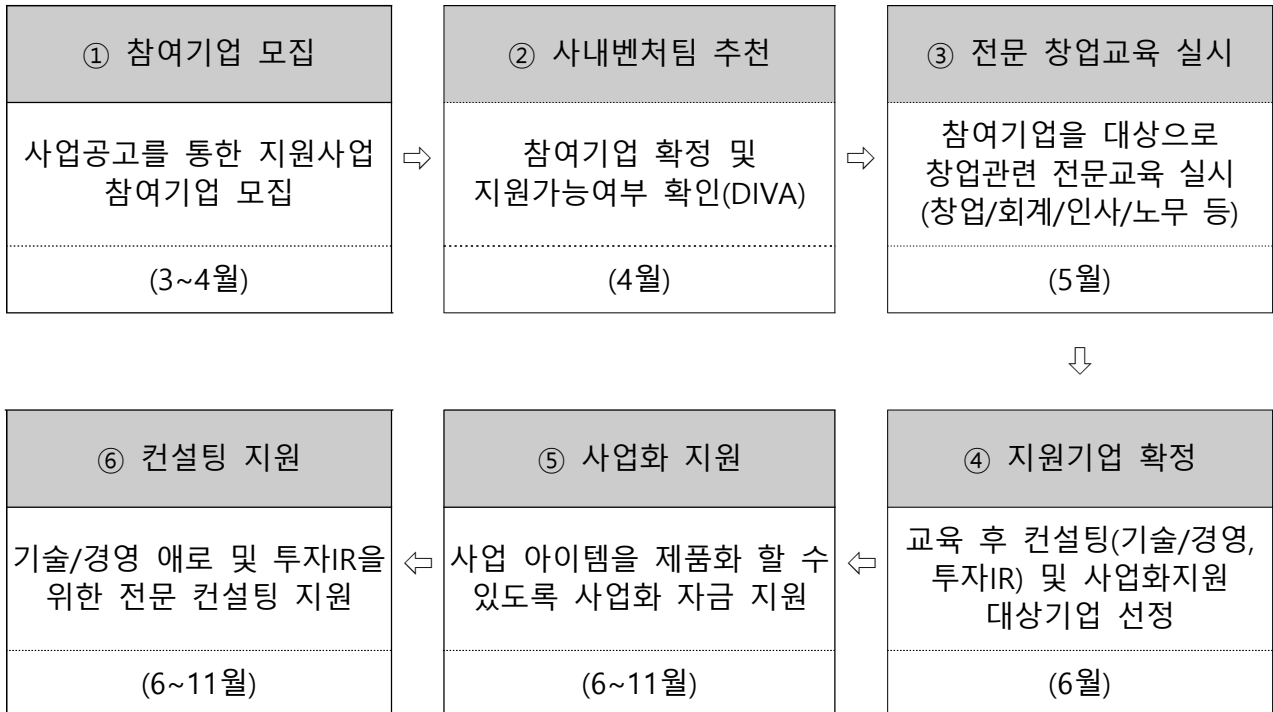 ① 참여기업 모집
사업공고를 통한 지원사업
참여기업 모집
(3~4월)
⇨
② 사내벤처팀 추천
참여기업 확정 및
지원가능여부 확인(DIVA)
(4월)
⇨
③ 전문 창업교육 실시
참여기업을 대상으로
창업관련 전문교육 실시
(창업/회계/인사/노무 등)
(5월)
⇩
④ 지원기업 확정
교육 후 컨설팅(기술/경영,
투자IR) 및 사업화지원
대상기업 선정
(6월)
⇦
⑤ 사업화 지원
사업 아이템을 제품화 할 수
있도록 사업화 자금 지원
(6~11월)
⇦
⑥ 컨설팅 지원
기술/경영 애로 및 투자IR을
위한 전문 컨설팅 지원
(6~11월)